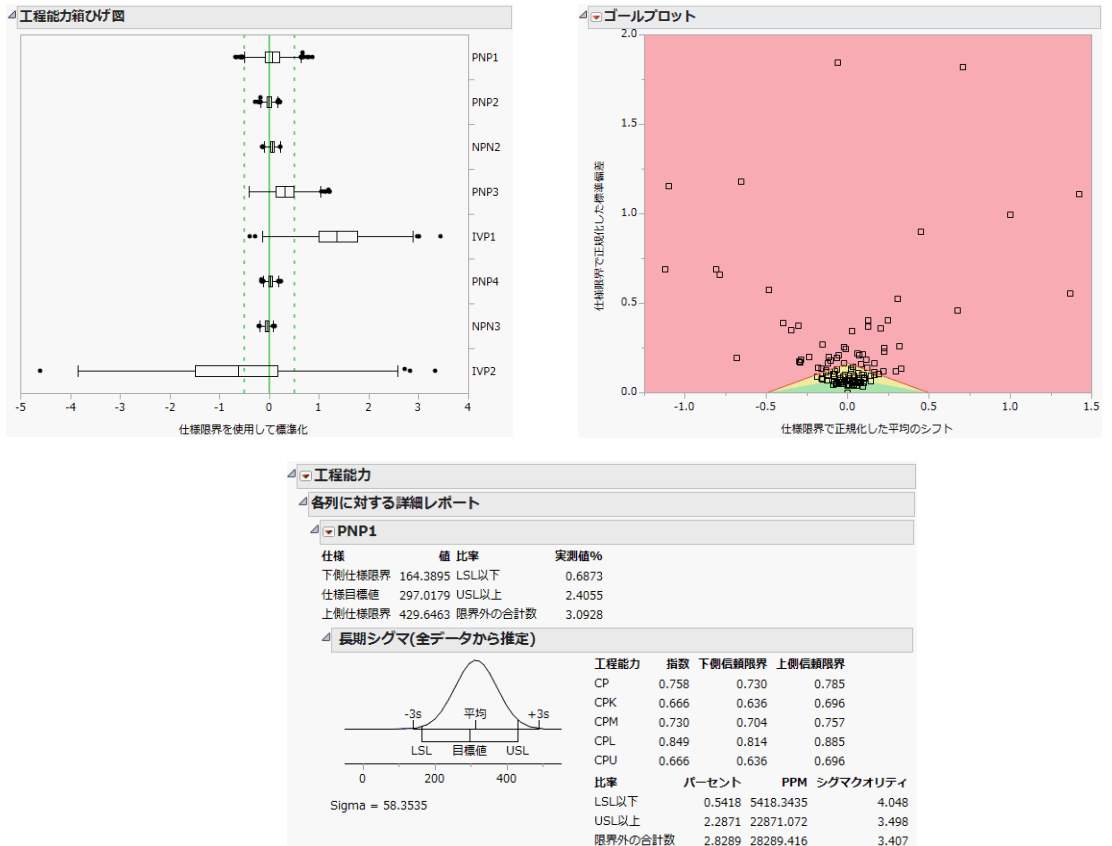 工程能力箱ひげ図
PNP1
PNP2
NPN2
PNP3
IVP1
PNP4
NPN3
IVP2
-5 -4 -3 -2 -1 0 1 2 3 4
仕様限界を使用して標準化
ゴールプロット
2.0
1.5
1.0
0.5
0.0
仕様限界で正規化した標準偏差
-1.0 -0.5 0.0 0.5 1.0 1.5
仕様限界で正規化した平均のシフト
工程能力
各列に対する詳細レポート
PNP1
仕様 値 比率 実測値%
下側仕様限界 164.3895 LSL以下 0.6873
仕様目標値 297.0179 USL以上 2.4055
上側仕様限界 429.6463 限界外の合計数 3.0928
長期シグマ(全データから推定)
-3s 平均 +3s
LSL 目標値 USL
0 200 400
Sigma = 58.3535
工程能力 指数 下側信頼限界 上側信頼限界
CP 0.758 0.730 0.785
CPK 0.666 0.636 0.696
CPM 0.730 0.704 0.757
CPL 0.849 0.814 0.885
CPU 0.666 0.636 0.696
比率 パーセント PPM シグマクオリティ
LSL以下 0.5418 5418.3435 4.048
USL以上 2.2871 22871.072 3.498
限界外の合計数 2.8289 28289.416 3.407